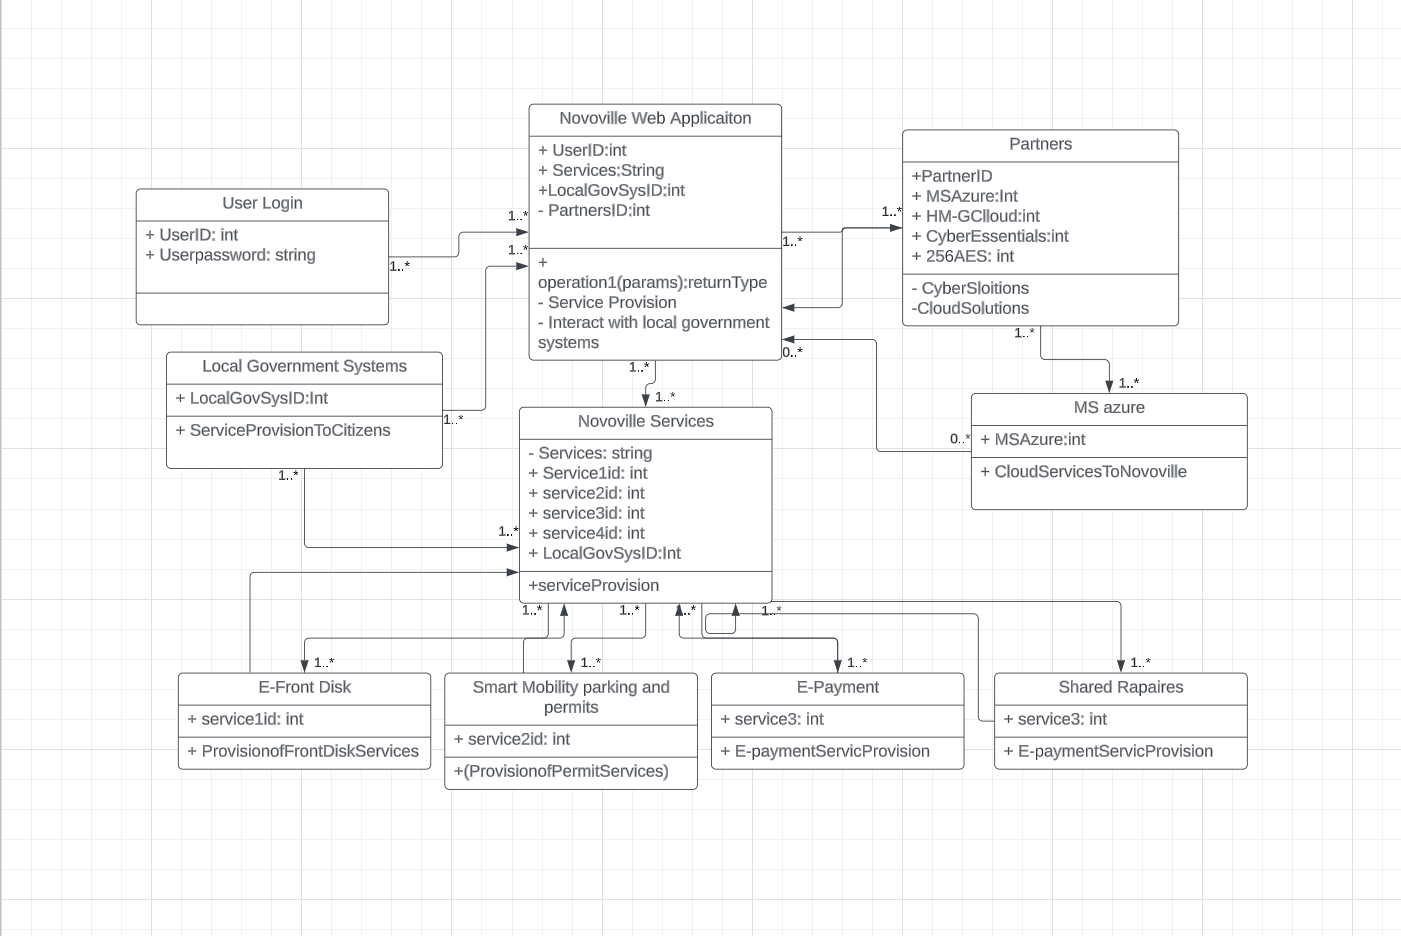 Novoville Web Applicaiton
+ UserID:int
+ Services:String
+LocalGovSysID:int
- PartnersID:int
+
operation1(params):returnType
- Service Provision
- Interact with local government
systems
Partners
+PartnerID
+ MSAzure:Int
+ HM-GClloud:int
+ CyberEssentials:int
+ 256AES: int
- CyberSloitions
-CloudSolutions
User Login
+ UserID: int
+ Userpassword: string
1..*
1..*
1..*
1..*
1..*
1..*
0..*
Local Government Systems
+ LocalGovSysID:Int
+ ServiceProvisionToCitizens
1..*
1..*
1..*
1..*
1..*
1..*
MS azure
+ MSAzure:int
+ CloudServicesToNovoville
0..*
Novoville Services
- Services: string
+ Service1id: int
+ service2id: int
+ service3id: int
+ service4id: int
+ LocalGovSysID:Int
+serviceProvision
1..*
1..*
1..*
1..*
1..*
1..*
1..*
1..*
1..*
E-Front Disk
+ service1id: int
+ ProvisionofFrontDiskServices
Smart Mobility parking and
permits
+ service2id: int
+(ProvisionofPermitServices)
E-Payment
+ service3: int
+ E-paymentServicProvision
Shared Rapaires
+ service3: int
+ E-paymentServicProvision